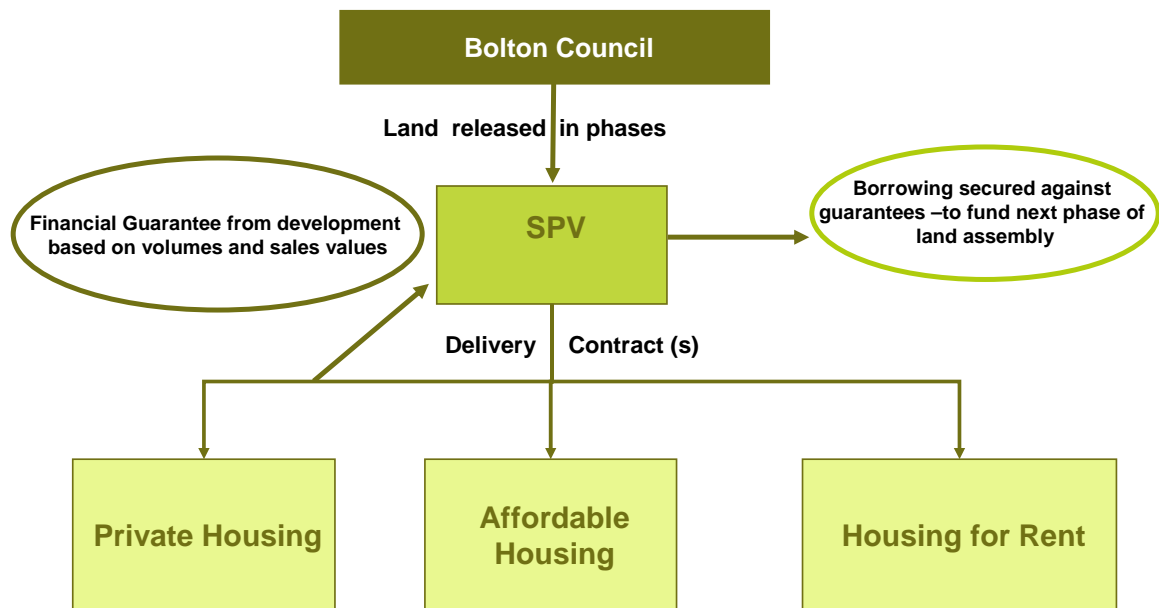 Bolton Council
Land released in phases
Financial Guarantee from development
based on volumes and sales values
SPV
Borrowing secured against
guarantees –to fund next phase of
land assembly
Delivery Contract (s)
Private Housing
Affordable
Housing
Housing for Rent